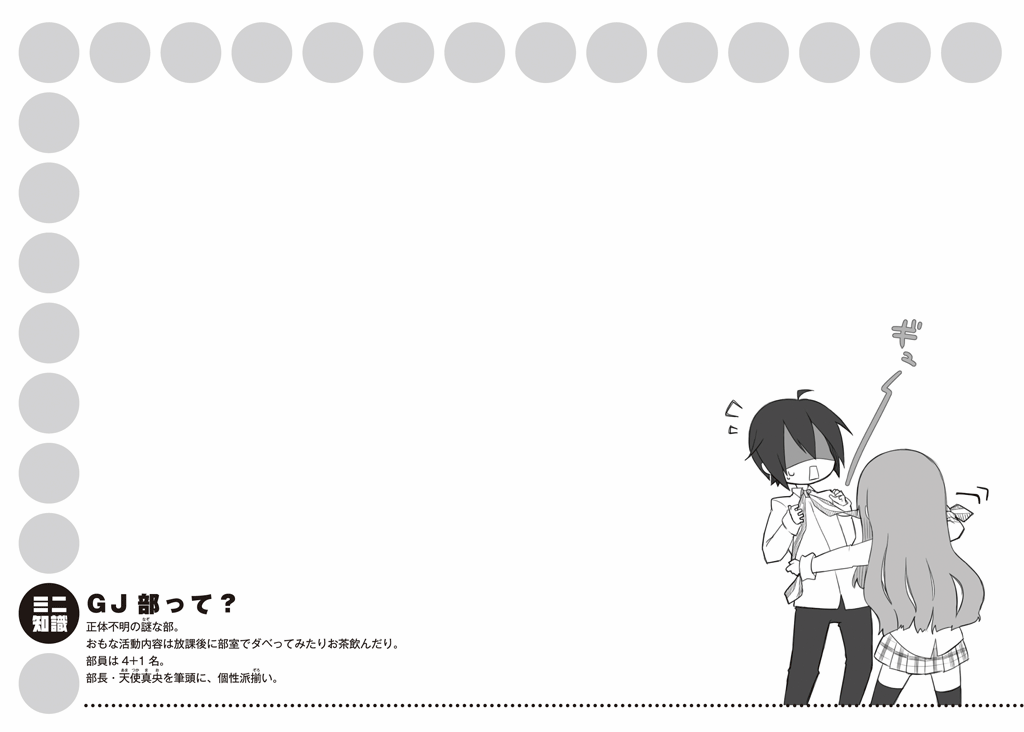 ギュー
ミニ
知識
GJ部って?
正体不明の謎な部。
おもな活動内容は放課後に部室でダベってみたりお茶飲んだり。
部員は4+1名。
部長・天使真央を筆頭に、個性派揃い。